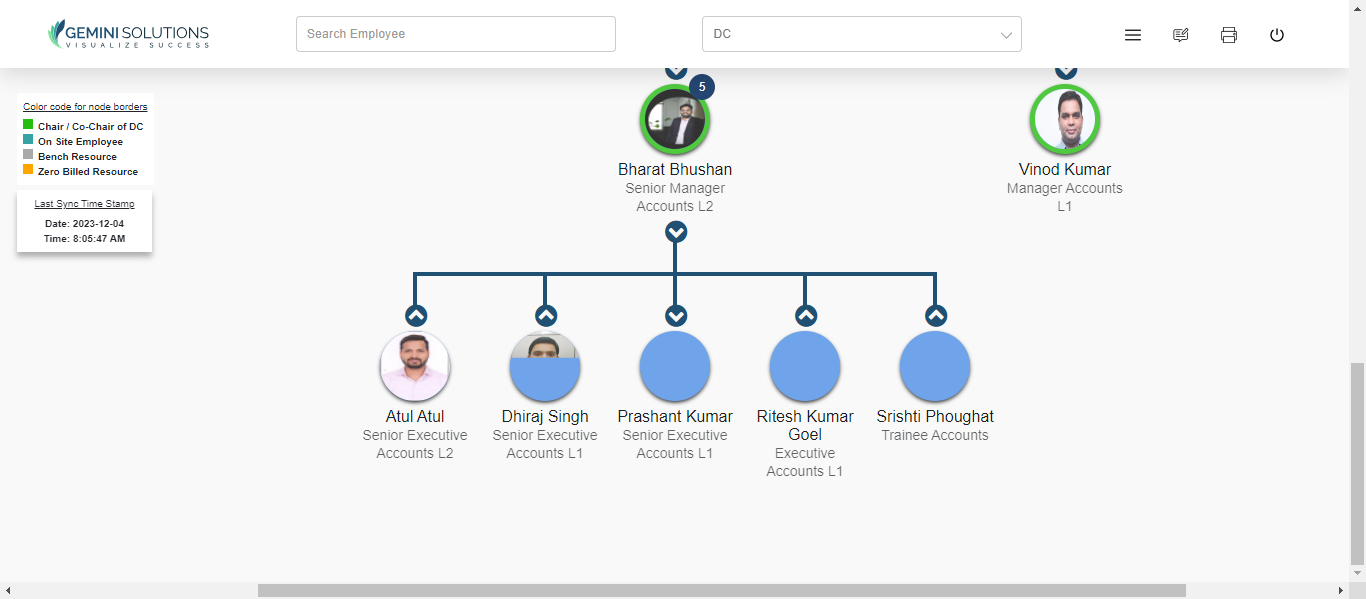 GEMINI SOLUTIONS
VISUALIZE SUCCESS
Search Employee
DC
Color code for node borders
Chair / Co-Chair of DC
On Site Employee
Bench Resource
Zero Billed Resource
Last Sync Time Stamp
Date: 2023-12-04
Time: 8:05:47 AM
5
Bharat Bhushan
Senior Manager
Accounts L2
Vinod Kumar
Manager Accounts
L1
Atul Atul
Senior Executive
Accounts L2
Dhiraj Singh
Senior Executive
Accounts L1
Prashant Kumar
Senior Executive
Accounts L1
Ritesh Kumar
Goel
Executive
Accounts L1
Srishti Phoughat
Trainee Accounts